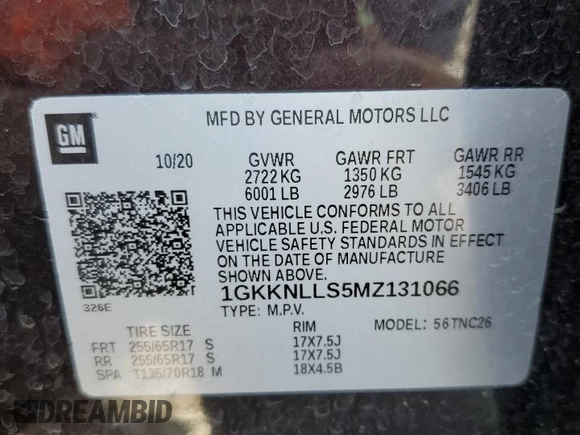 GM
MFD BY GENERAL MOTORS LLC
10/20 GVWR GAWR FRT GAWR RR
2722 KG 1350 KG 1545 KG
6001 LB 2976 LB 3406 LB
THIS VEHICLE CONFORMS TO ALL
APPLICABLE U.S. FEDERAL MOTOR
VEHICLE SAFETY STANDARDS IN EFFECT
ON THE DATE OF MANUFACTURE
SHOWN ABOVE.
326E
1GKKNLLS5MZ131066
TYPE: M.P.V. MODEL: 56TNC26
TIRE SIZE RIM
FRT 255/65R17 S 17X7.5J
RR 255/65R17 S 17X7.5J
SPA T135/70R18 M 18X4.5B
DREAMBID